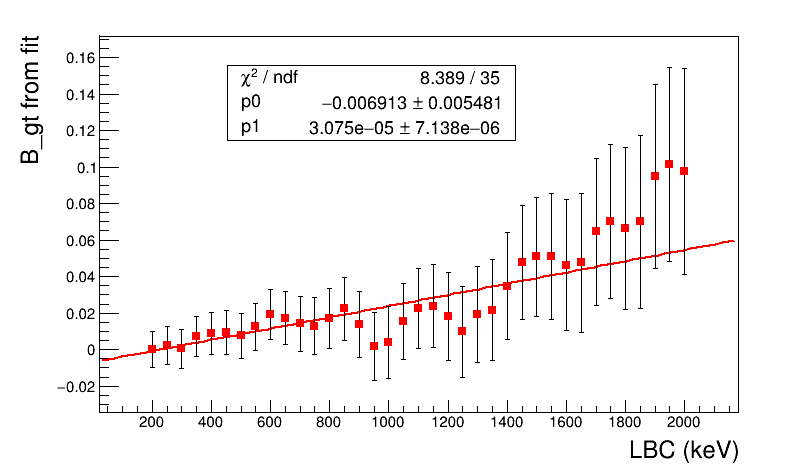 B_gt from fit
0.16
0.14
0.12
0.1
0.08
0.06
0.04
0.02
0
−0.02
χ² / ndf 8.389 / 35
p0 −0.006913 ± 0.005481
p1 3.075e−05 ± 7.138e−06
200 400 600 800 1000 1200 1400 1600 1800 2000
LBC (keV)